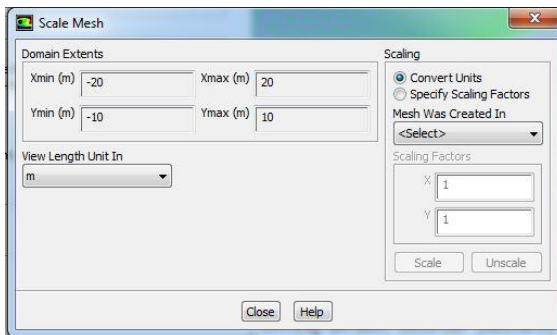 Scale Mesh
Domain Extents
Xmin (m) -20 Xmax (m) 20
Ymin (m) -10 Ymax (m) 10
View Length Unit In
m
Scaling
Convert Units
Specify Scaling Factors
Mesh Was Created In
<Select>
Scaling Factors
X 1
Y 1
Scale Unscale
Close Help